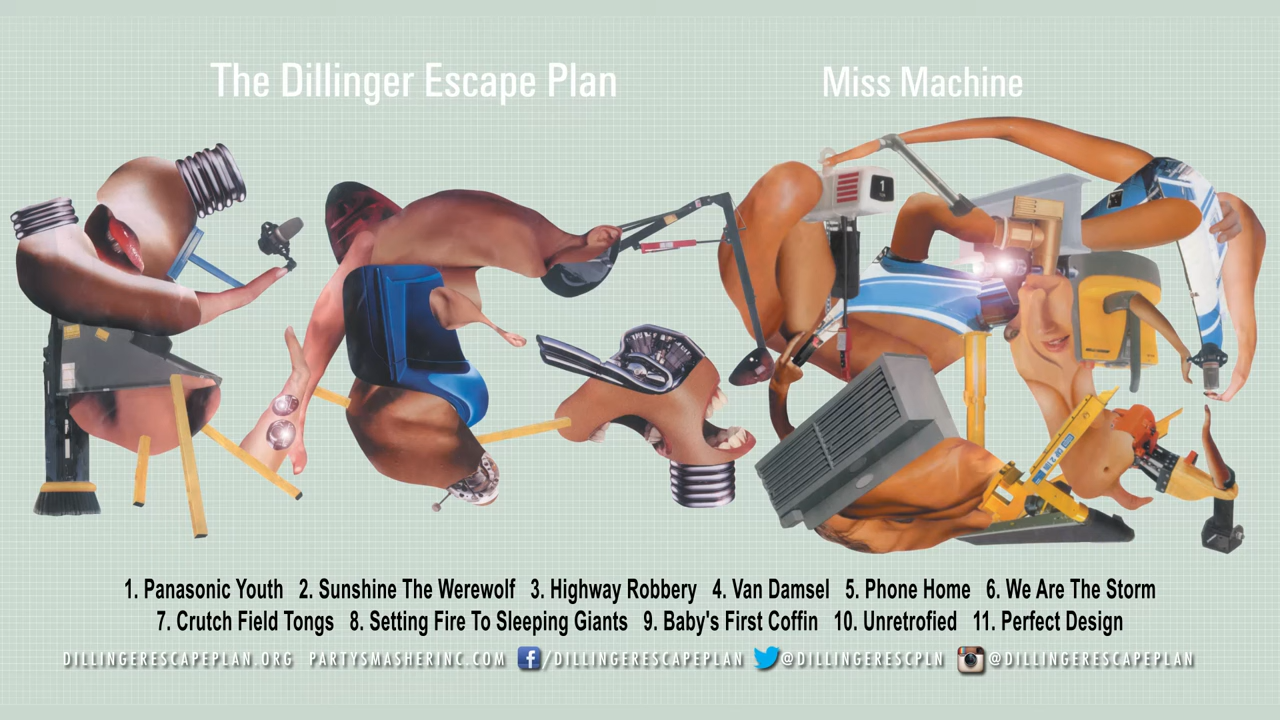 The Dillinger Escape Plan
Miss Machine
1
1. Panasonic Youth 2. Sunshine The Werewolf 3. Highway Robbery 4. Van Damsel 5. Phone Home 6. We Are The Storm
7. Crutch Field Tongs 8. Setting Fire To Sleeping Giants 9. Baby's First Coffin 10. Unretrofied 11. Perfect Design
DILLINGERESCAPEPLAN.ORG PARTYSMASHERINC.COM f/DILLINGERESCAPEPLAN @DILLINGERESCPLN @DILLINGERESCAPEPLAN